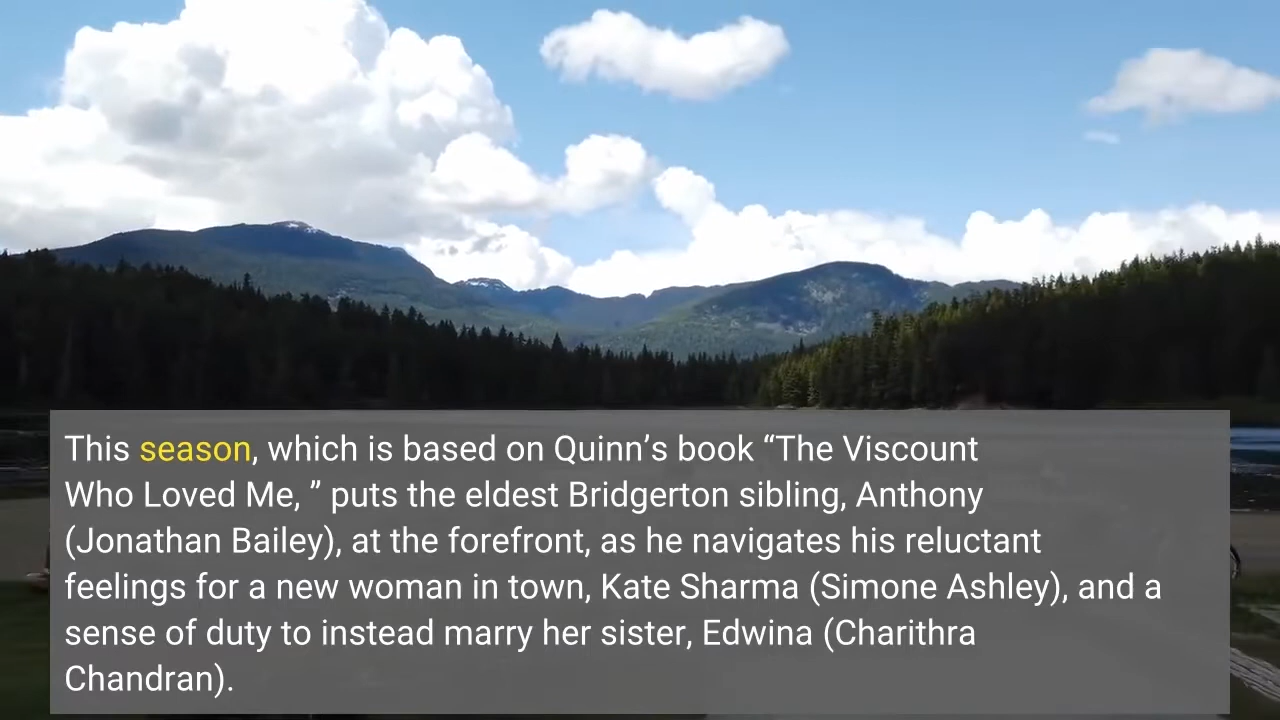 This season, which is based on Quinn’s book “The Viscount
Who Loved Me, ” puts the eldest Bridgerton sibling, Anthony
(Jonathan Bailey), at the forefront, as he navigates his reluctant
feelings for a new woman in town, Kate Sharma (Simone Ashley), and a
sense of duty to instead marry her sister, Edwina (Charithra
Chandran).